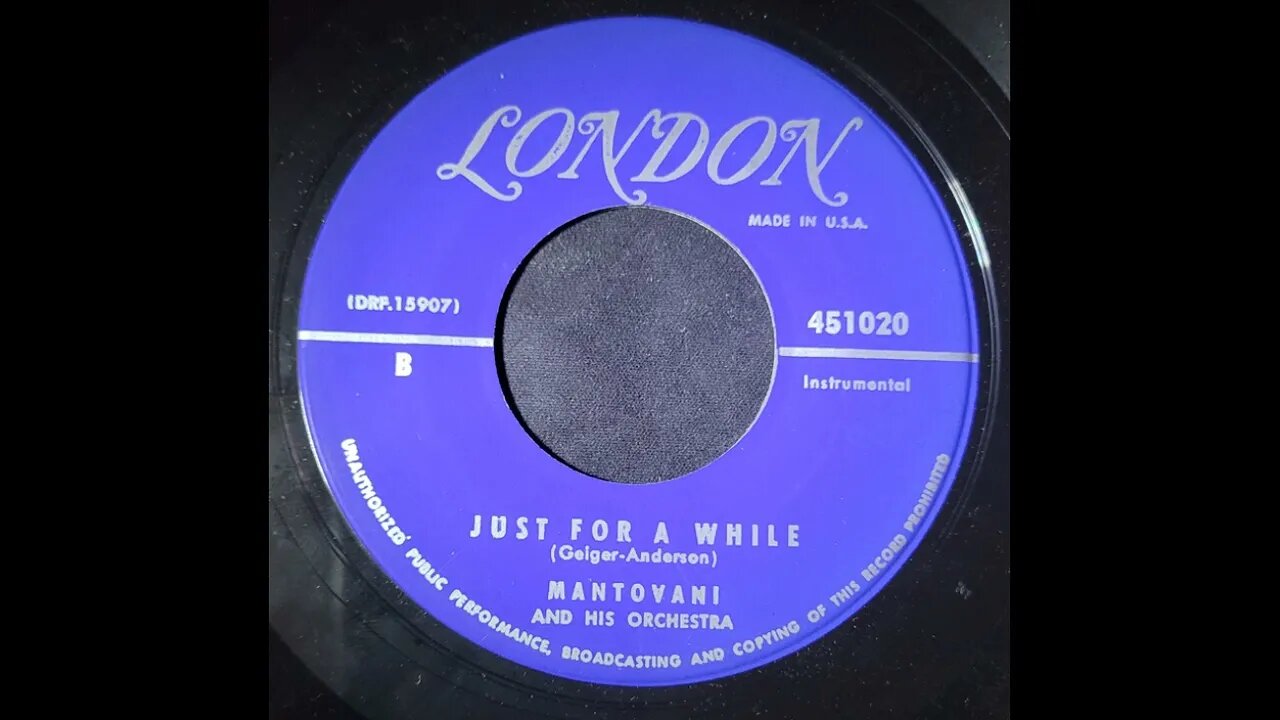 LONDON
MADE IN U.S.A.
(DRF.15907)
451020
B
Instrumental
JUST FOR A WHILE
(Geiger-Anderson)
MANTOVANI
AND HIS ORCHESTRA
UNAUTHORIZED PUBLIC PERFORMANCE, BROADCASTING AND COPYING OF THIS RECORD PROHIBITED